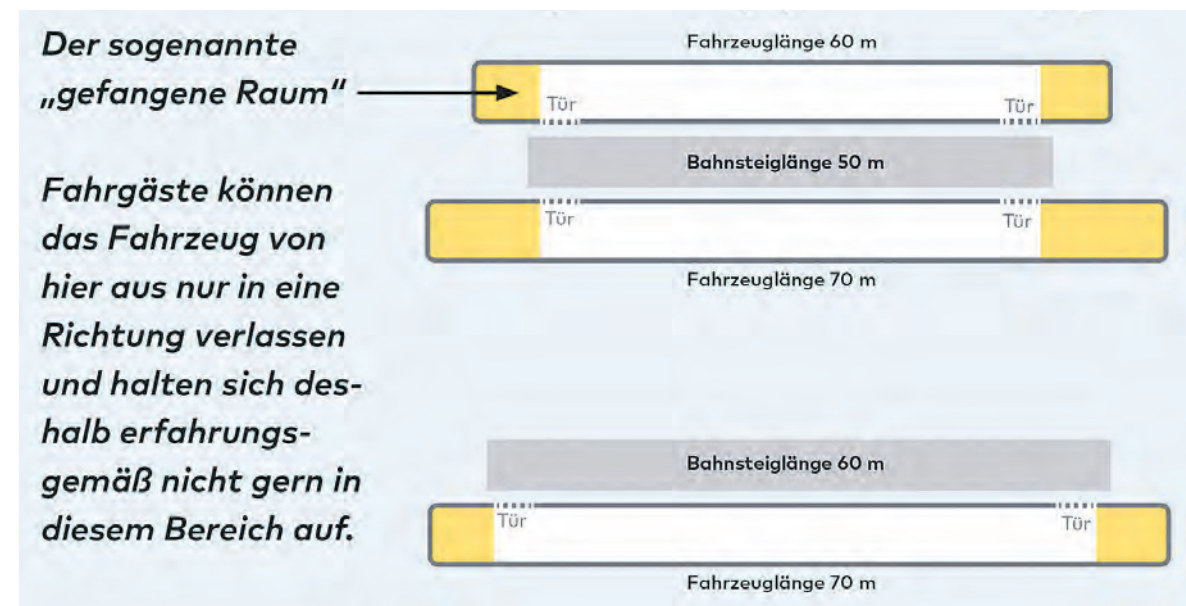 Der sogenannte
„gefangene Raum“
Fahrgäste können
das Fahrzeug von
hier aus nur in eine
Richtung verlassen
und halten sich des-
halb erfahrungs-
gemäß nicht gern in
diesem Bereich auf.
Fahrzeuglänge 60 m
Tür
Tür
Bahnsteiglänge 50 m
Tür
Tür
Fahrzeuglänge 70 m
Bahnsteiglänge 60 m
Tür
Tür
Fahrzeuglänge 70 m